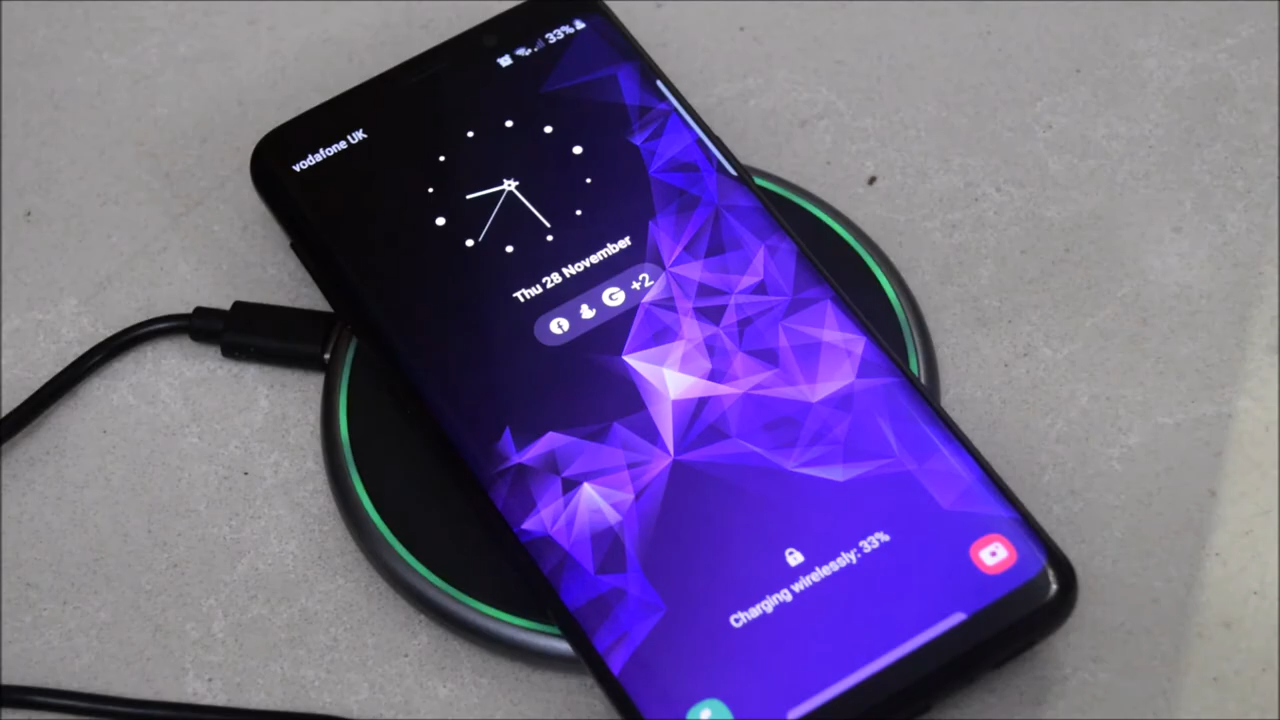 33%
vodafone UK
Thu 28 November
+2
Charging wirelessly: 33%